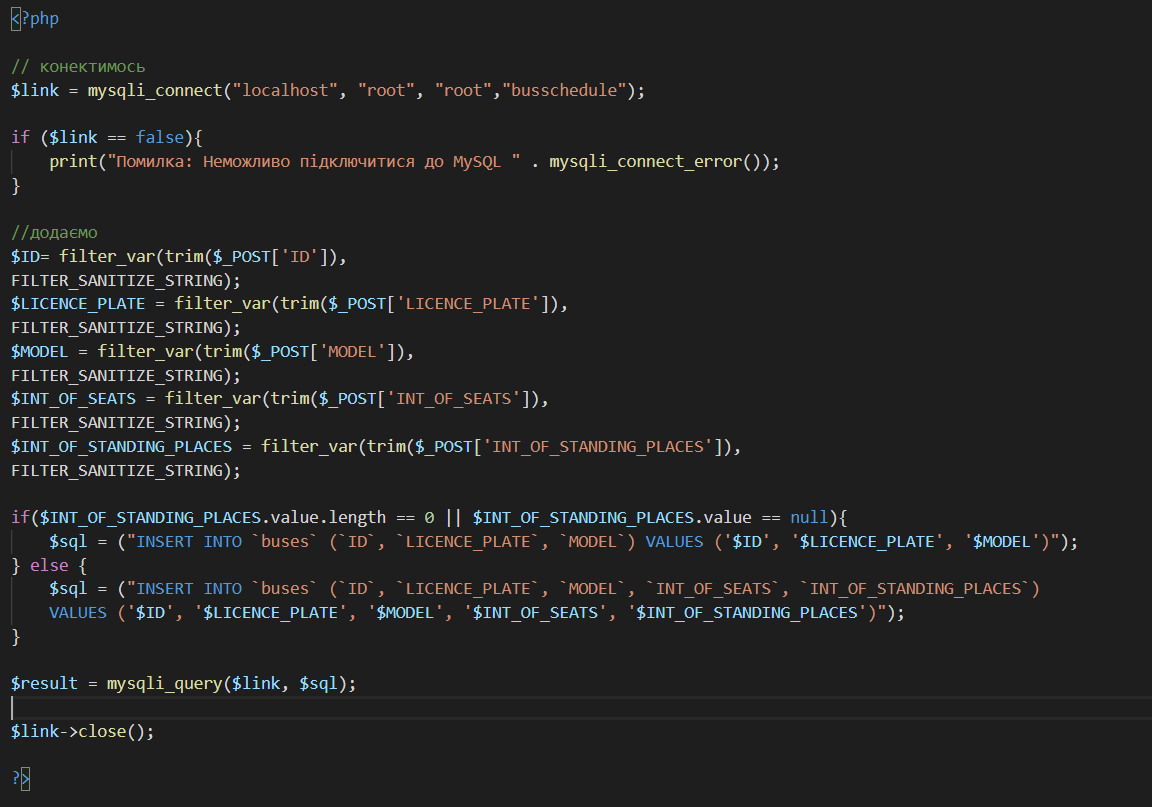 <?php
// конектимось
$link = mysqli_connect("localhost", "root", "root","busschedule");
if ($link == false){
print("Помилка: Неможливо підключитися до MySQL " . mysqli_connect_error());
}
//додаємо
$ID= filter_var(trim($_POST['ID']),
FILTER_SANITIZE_STRING);
$LICENCE_PLATE = filter_var(trim($_POST['LICENCE_PLATE']),
FILTER_SANITIZE_STRING);
$MODEL = filter_var(trim($_POST['MODEL']),
FILTER_SANITIZE_STRING);
$INT_OF_SEATS = filter_var(trim($_POST['INT_OF_SEATS']),
FILTER_SANITIZE_STRING);
$INT_OF_STANDING_PLACES = filter_var(trim($_POST['INT_OF_STANDING_PLACES']),
FILTER_SANITIZE_STRING);
if($INT_OF_STANDING_PLACES.value.length == 0 || $INT_OF_STANDING_PLACES.value == null){
$sql = ("INSERT INTO `buses` (`ID`, `LICENCE_PLATE`, `MODEL`) VALUES ('$ID', '$LICENCE_PLATE', '$MODEL')");
} else {
$sql = ("INSERT INTO `buses` (`ID`, `LICENCE_PLATE`, `MODEL`, `INT_OF_SEATS`, `INT_OF_STANDING_PLACES`)
VALUES ('$ID', '$LICENCE_PLATE', '$MODEL', '$INT_OF_SEATS', '$INT_OF_STANDING_PLACES')");
}
$result = mysqli_query($link, $sql);
$link->close();
?>